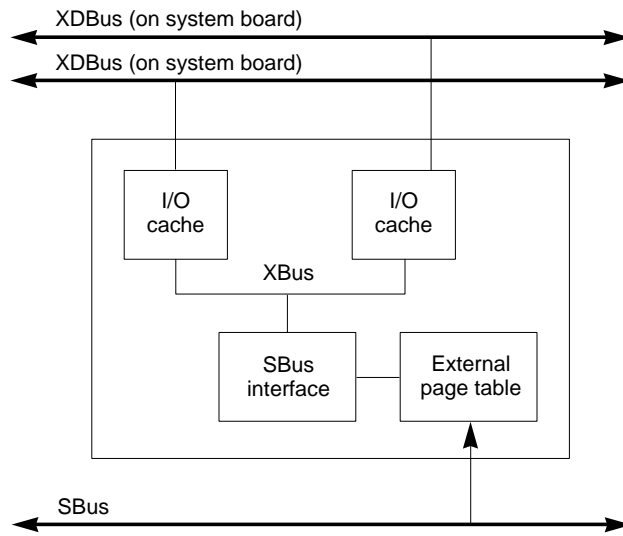 XDBus (on system board)
XDBus (on system board)
I/O
cache
I/O
cache
XBus
SBus
interface
External
page table
SBus